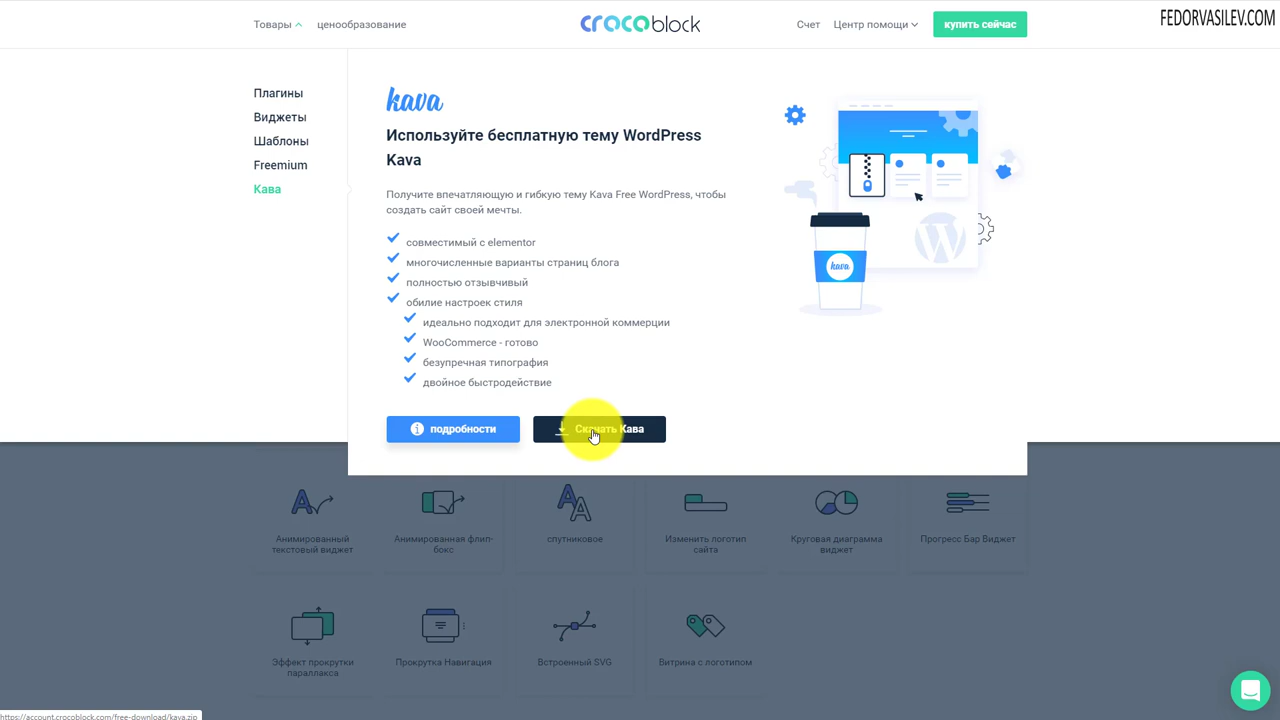 Товары
ценообразование
crocoblock
Счет
Центр помощи
купить сейчас
FEDORVASILEV.COM
Плагины
Виджеты
Шаблоны
Freemium
Кава
kava
Используйте бесплатную тему WordPress
Kava
Получите впечатляющую и гибкую тему Kava Free WordPress, чтобы
создать сайт своей мечты.
совместимый с elementor
многочисленные варианты страниц блога
полностью отзывчивый
обилие настроек стиля
идеально подходит для электронной коммерции
WooCommerce - готово
безупречная типография
двойное быстродействие
подробности
Скачать Кава
kava
Анимированный
текстовый виджет
Анимированная флип-
бокс
спутниковое
Изменить логотип
сайта
Круговая диаграмма
виджет
Прогресс Бар Виджет
Эффект прокрутки
параллакса
Прокрутка Навигация
Встроенный SVG
Витрина с логотипом
https://account.crocoblock.com/free-download/kava.zip